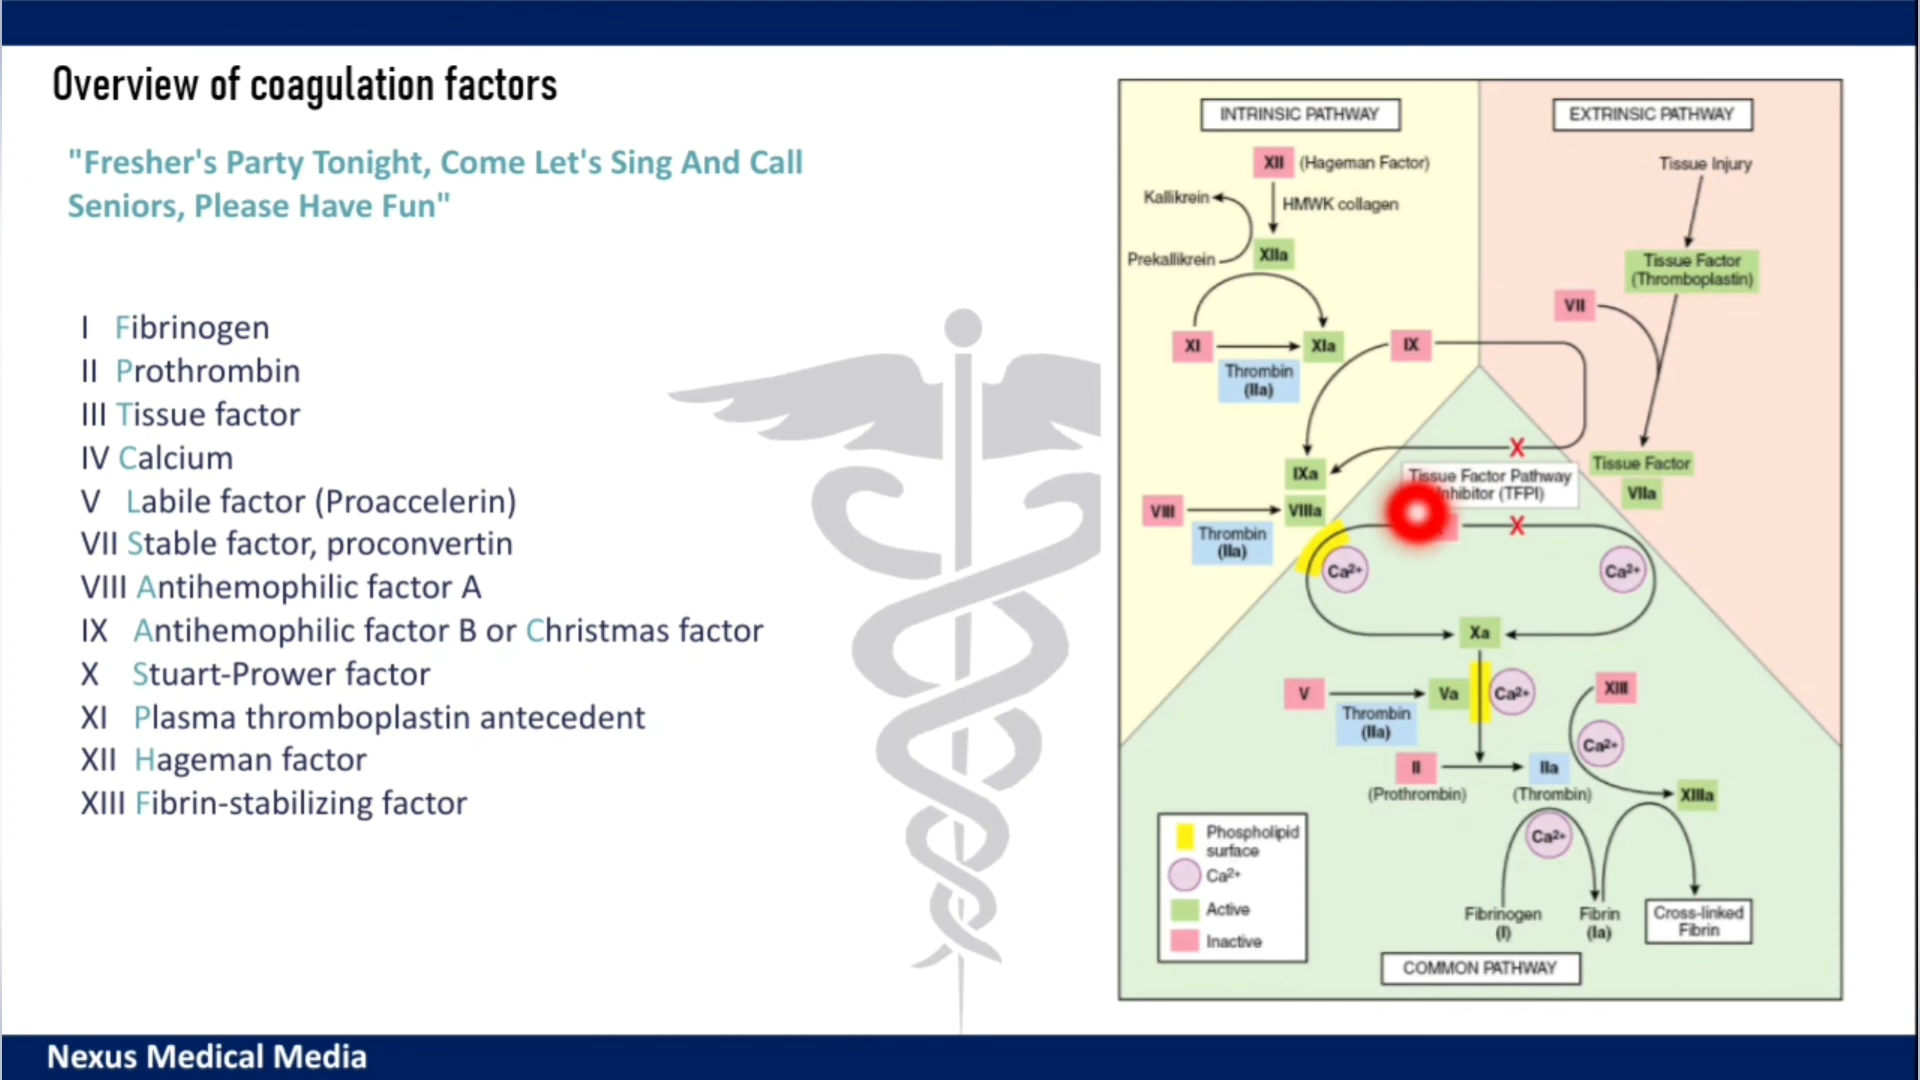 Overview of coagulation factors
"Fresher's Party Tonight, Come Let's Sing And Call
Seniors, Please Have Fun"
I Fibrinogen
II Prothrombin
III Tissue factor
IV Calcium
V Labile factor (Proaccelerin)
VII Stable factor, proconvertin
VIII Antihemophilic factor A
IX Antihemophilic factor B or Christmas factor
X Stuart-Prower factor
XI Plasma thromboplastin antecedent
XII Hageman factor
XIII Fibrin-stabilizing factor
INTRINSIC PATHWAY
XII (Hageman Factor)
Kallikrein
HMWK collagen
Prekallikrein
XIIa
XI
XIa
IX
Thrombin
(IIa)
IXa
VIII
VIIIa
Thrombin
(IIa)
EXTRINSIC PATHWAY
Tissue Injury
Tissue Factor
(Thromboplastin)
VII
Tissue Factor
VIIa
X
Tissue Factor Pathway
(TFPI)
X
Ca²⁺
Ca²⁺
Xa
V
Va
Ca²⁺
XIII
Thrombin
(IIa)
Ca²⁺
II
IIa
(Prothrombin)
(Thrombin)
XIIIa
Ca²⁺
Fibrinogen
(I)
Fibrin
(Ia)
Cross-linked
Fibrin
COMMON PATHWAY
Phospholipid
surface
Ca²⁺
Active
Inactive
Nexus Medical Media